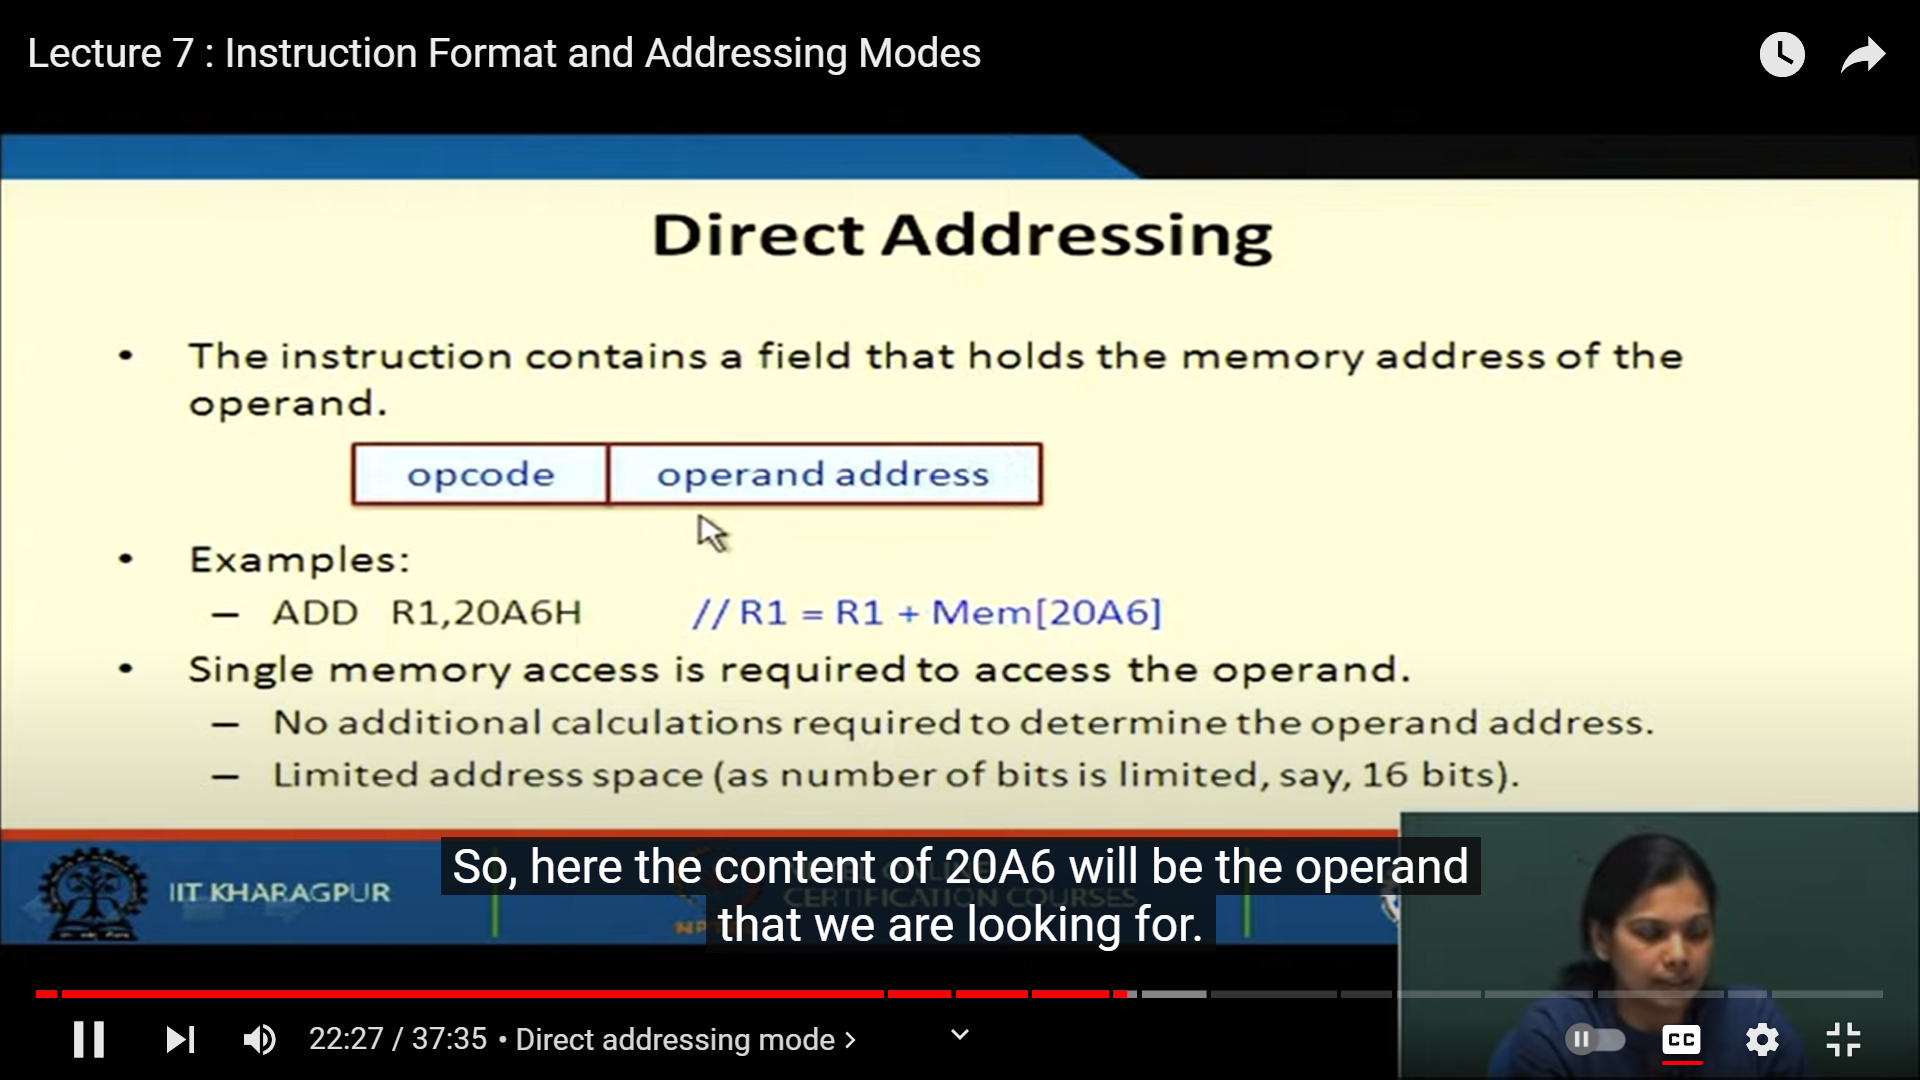 Lecture 7 : Instruction Format and Addressing Modes
Direct Addressing
• The instruction contains a field that holds the memory address of the
operand.
opcode operand address
• Examples:
– ADD R1,20A6H // R1 = R1 + Mem[20A6]
• Single memory access is required to access the operand.
– No additional calculations required to determine the operand address.
– Limited address space (as number of bits is limited, say, 16 bits).
So, here the content of 20A6 will be the operand
that we are looking for.
IIT KHARAGPUR
CERTIFICATION COURSES
22:27 / 37:35 • Direct addressing mode
CC